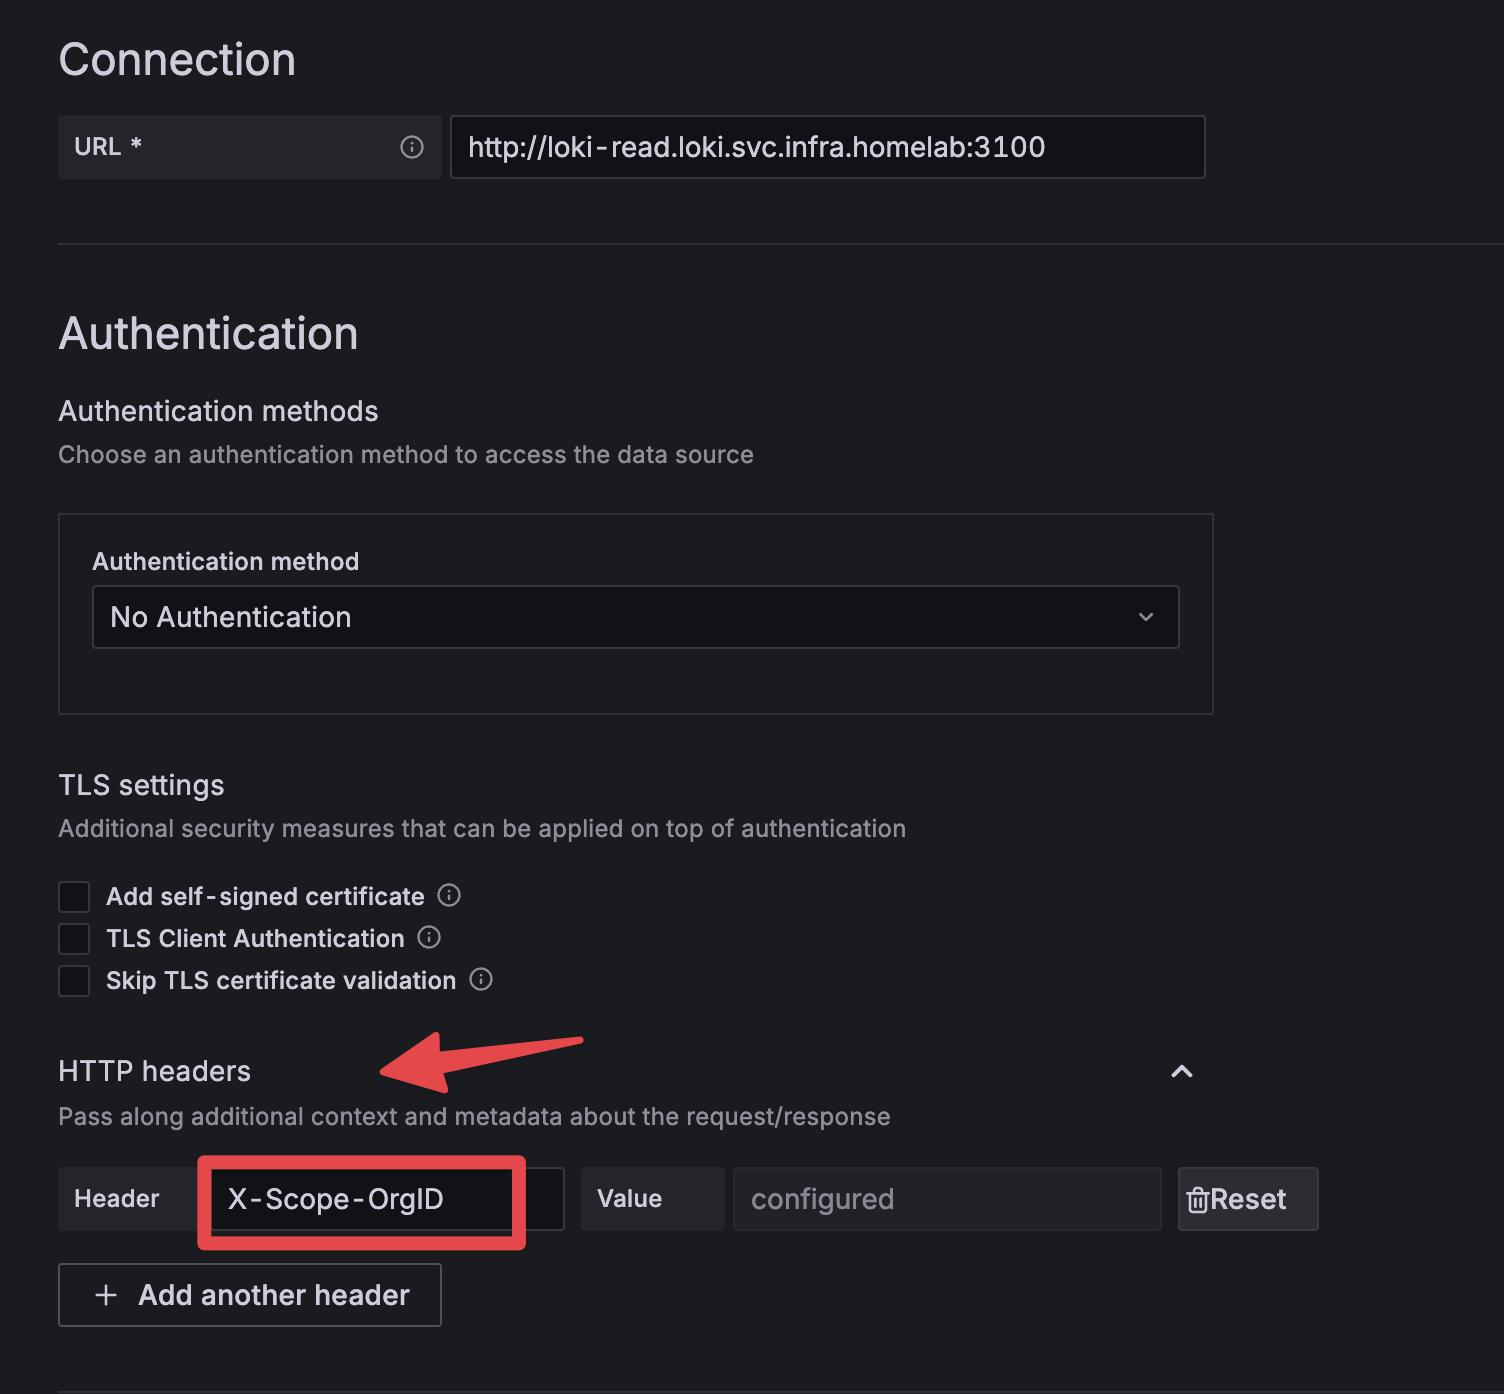 Connection
URL * http://loki-read.loki.svc.infra.homelab:3100
Authentication
Authentication methods
Choose an authentication method to access the data source
Authentication method
No Authentication
TLS settings
Additional security measures that can be applied on top of authentication
Add self-signed certificate
TLS Client Authentication
Skip TLS certificate validation
HTTP headers
Pass along additional context and metadata about the request/response
Header X-Scope-OrgID Value configured Reset
+ Add another header